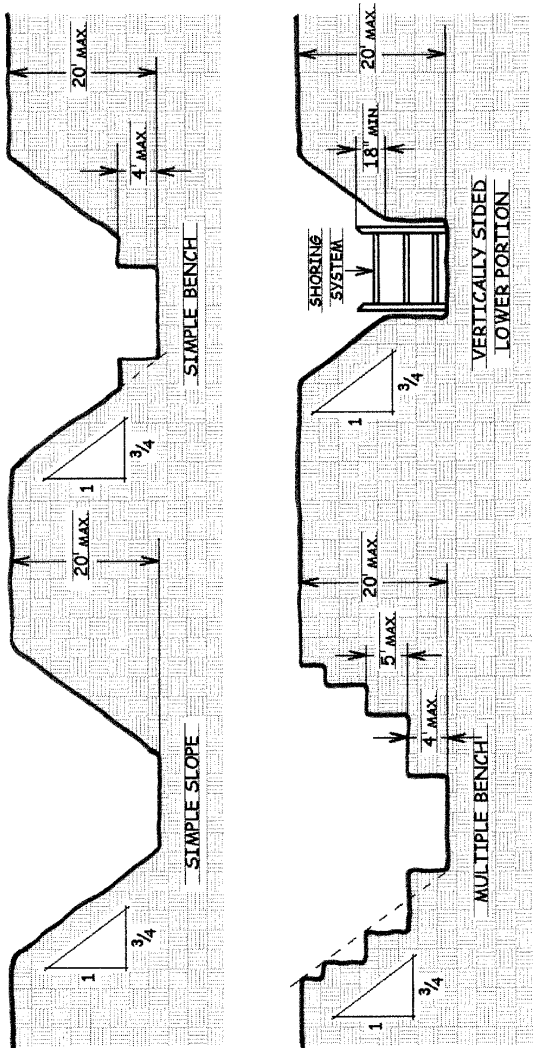 1
3/4
SIMPLE SLOPE
20' MAX.
1
3/4
SIMPLE BENCH
4' MAX
20' MAX.
1
3/4
MULTIPLE BENCH
4' MAX
5' MAX.
20' MAX.
1
3/4
SHORING
SYSTEM
VERTICALLY SIDED
LOWER PORTION
18" MIN
20' MAX.